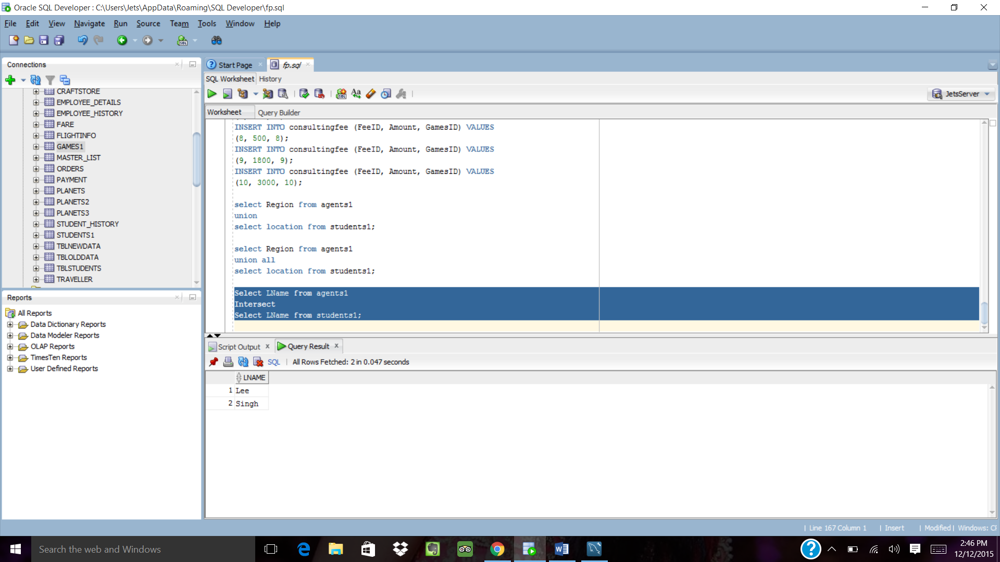 Oracle SQL Developer : C:\Users\Jets\AppData\Roaming\SQL Developer\fp.sql
File Edit View Navigate Run Source Team Tools Window Help
Connections
Start Page
fp.sql
SQL Worksheet History
JetsServer
Worksheet Query Builder
CRAFTSTORE
EMPLOYEE_DETAILS
EMPLOYEE_HISTORY
FARE
FLIGHTINFO
GAMES1
MASTER_LIST
ORDERS
PAYMENT
PLANETS
PLANETS2
PLANETS3
STUDENT_HISTORY
STUDENTS1
TBLNEWDATA
TBLOLDDATA
TBLSTUDENTS
TRAVELLER
INSERT INTO consultingfee (FeeID, Amount, GamesID) VALUES
(8, 500, 8);
INSERT INTO consultingfee (FeeID, Amount, GamesID) VALUES
(9, 1800, 9);
INSERT INTO consultingfee (FeeID, Amount, GamesID) VALUES
(10, 3000, 10);
select Region from agents1
union
select location from students1;
select Region from agents1
union all
select location from students1;
Select LName from agents1
Intersect
Select LName from students1;
Reports
All Reports
Data Dictionary Reports
Data Modeler Reports
OLAP Reports
TimesTen Reports
User Defined Reports
Script Output
Query Result
SQL | All Rows Fetched: 2 in 0.047 seconds
LNAME
1 Lee
2 Singh
| Line 167 Column 1 | Insert | Modified | Windows: CF
Search the web and Windows
2:46 PM
12/12/2015